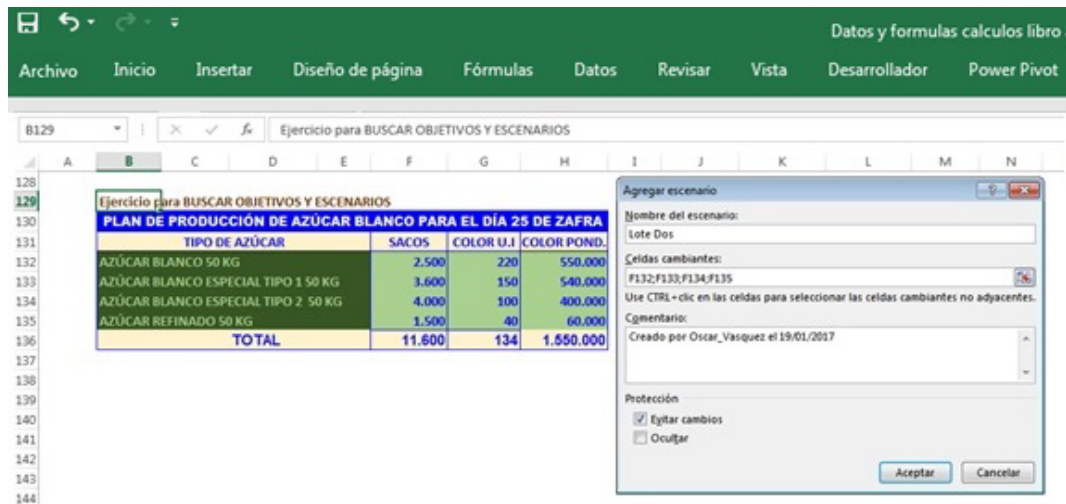 Datos y formulas calculos libro
Archivo Inicio Insertar Diseño de página Fórmulas Datos Revisar Vista Desarrollador Power Pivot
B129 fx Ejercicio para BUSCAR OBJETIVOS Y ESCENARIOS
A B C D E F G H I J K L M N
128
129 Ejercicio para BUSCAR OBJETIVOS Y ESCENARIOS
130 PLAN DE PRODUCCIÓN DE AZÚCAR BLANCO PARA EL DÍA 25 DE ZAFRA
131 TIPO DE AZÚCAR SACOS COLOR U.I COLOR POND.
132 AZÚCAR BLANCO 50 KG 2.500 220 550.000
133 AZÚCAR BLANCO ESPECIAL TIPO 1 50 KG 3.600 150 540.000
134 AZÚCAR BLANCO ESPECIAL TIPO 2 50 KG 4.000 100 400.000
135 AZÚCAR REFINADO 50 KG 1.500 40 60.000
136 TOTAL 11.600 134 1.550.000
137
138
139
140
141
142
143
144
Agregar escenario
Nombre del escenario:
Lote Dos
Celdas cambiantes:
F132;F133;F134;F135
Use CTRL+clic en las celdas para seleccionar las celdas cambiantes no adyacentes.
Comentario:
Creado por Oscar_Vasquez el 19/01/2017
Protección
Evitar cambios
Ocultar
Aceptar Cancelar